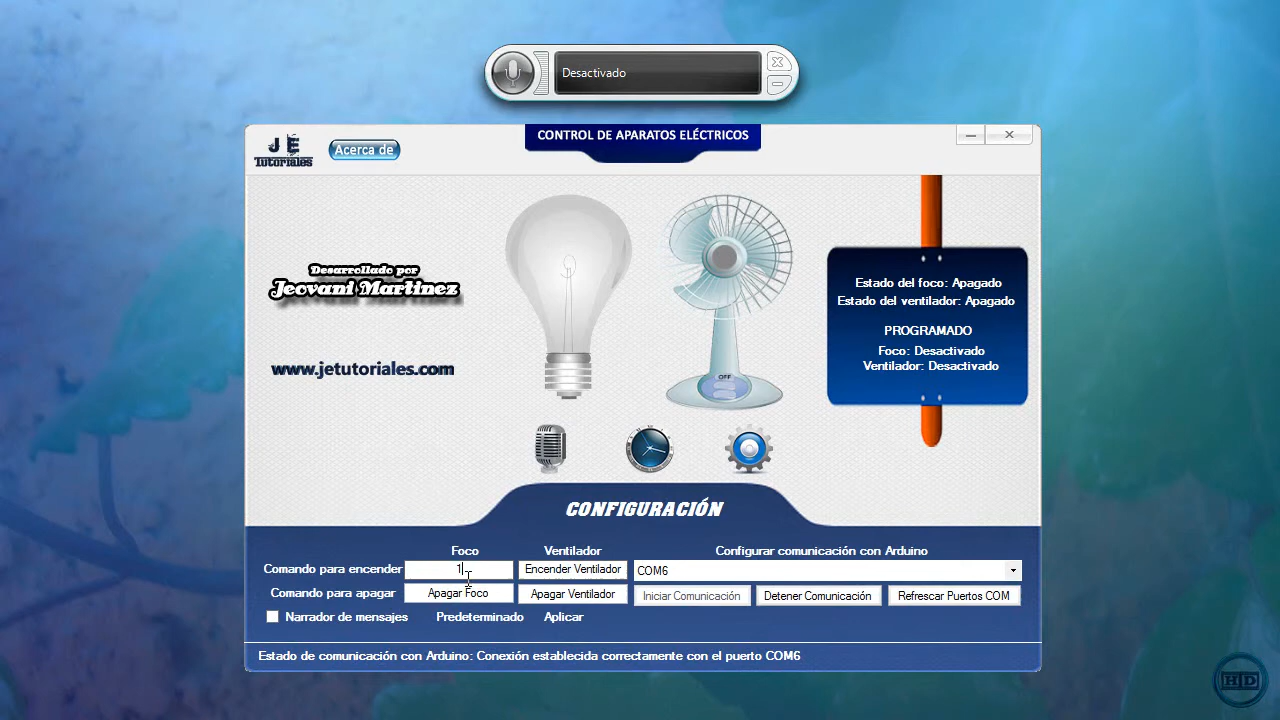 Desactivado
JE
Tutoriales
Acerca de
CONTROL DE APARATOS ELÉCTRICOS
Desarrollado por
Jeovani Martinez
www.jetutoriales.com
OFF
Estado del foco: Apagado
Estado del ventilador: Apagado
PROGRAMADO
Foco: Desactivado
Ventilador: Desactivado
CONFIGURACIÓN
Foco Ventilador Configurar comunicación con Arduino
Comando para encender 1 Encender Ventilador COM6
Comando para apagar Apagar Foco Apagar Ventilador Iniciar Comunicación Detener Comunicación Refrescar Puertos COM
Narrador de mensajes Predeterminado Aplicar
Estado de comunicación con Arduino: Conexión establecida correctamente con el puerto COM6
HD